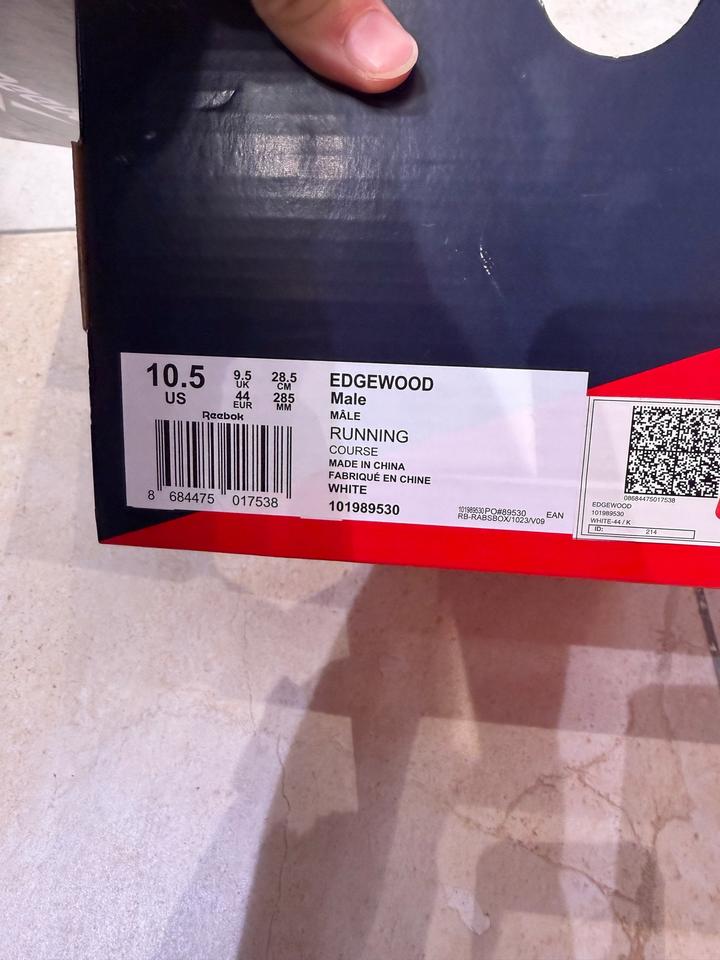 10.5
US
9.5
UK
44
EUR
28.5
CM
285
MM
Reebok
8 684475 017538
EDGEWOOD
Male
MÂLE
RUNNING
COURSE
MADE IN CHINA
FABRIQUÉ EN CHINE
WHITE
101989530
101989530PO#89530 EAN
RB-RABSBOX/1023/V09
08684475017538
EDGEWOOD
101989530
WHITE-44 / K
ID: 214